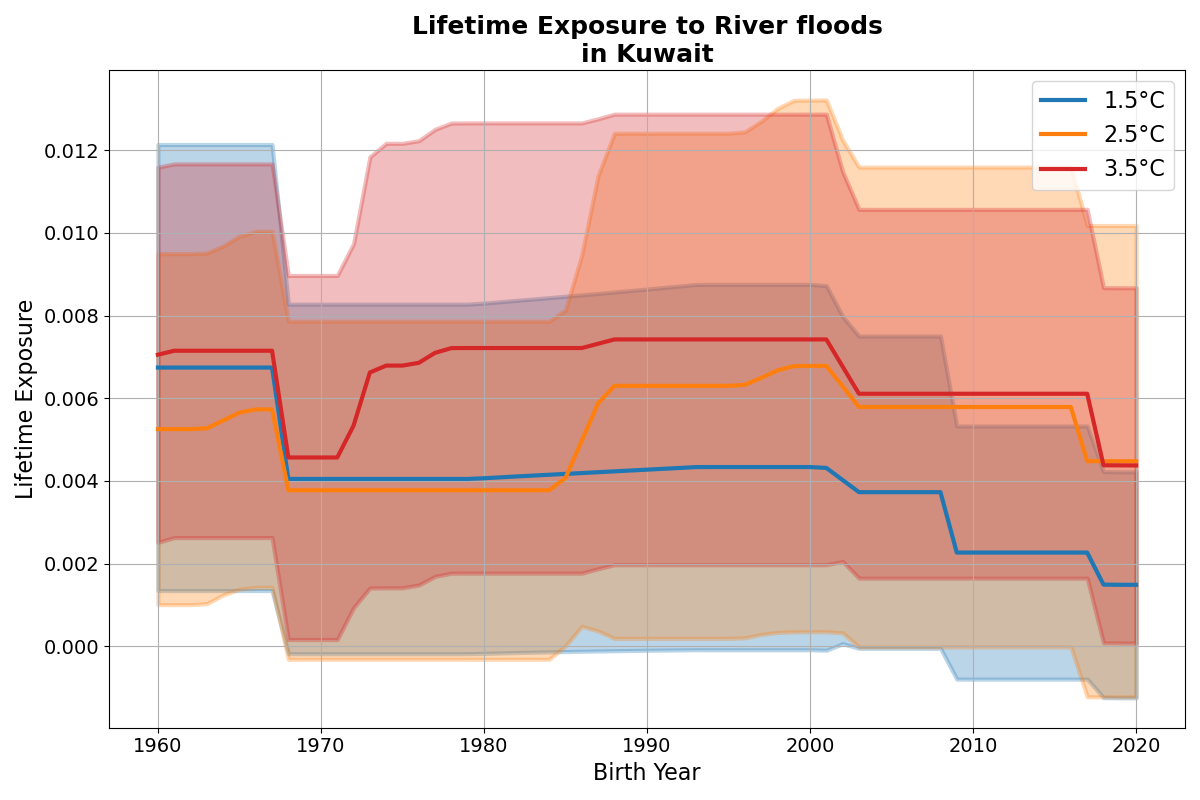 Lifetime Exposure to River floods
in Kuwait
1.5°C
2.5°C
3.5°C
Lifetime Exposure
0.012
0.010
0.008
0.006
0.004
0.002
0.000
1960 1970 1980 1990 2000 2010 2020
Birth Year